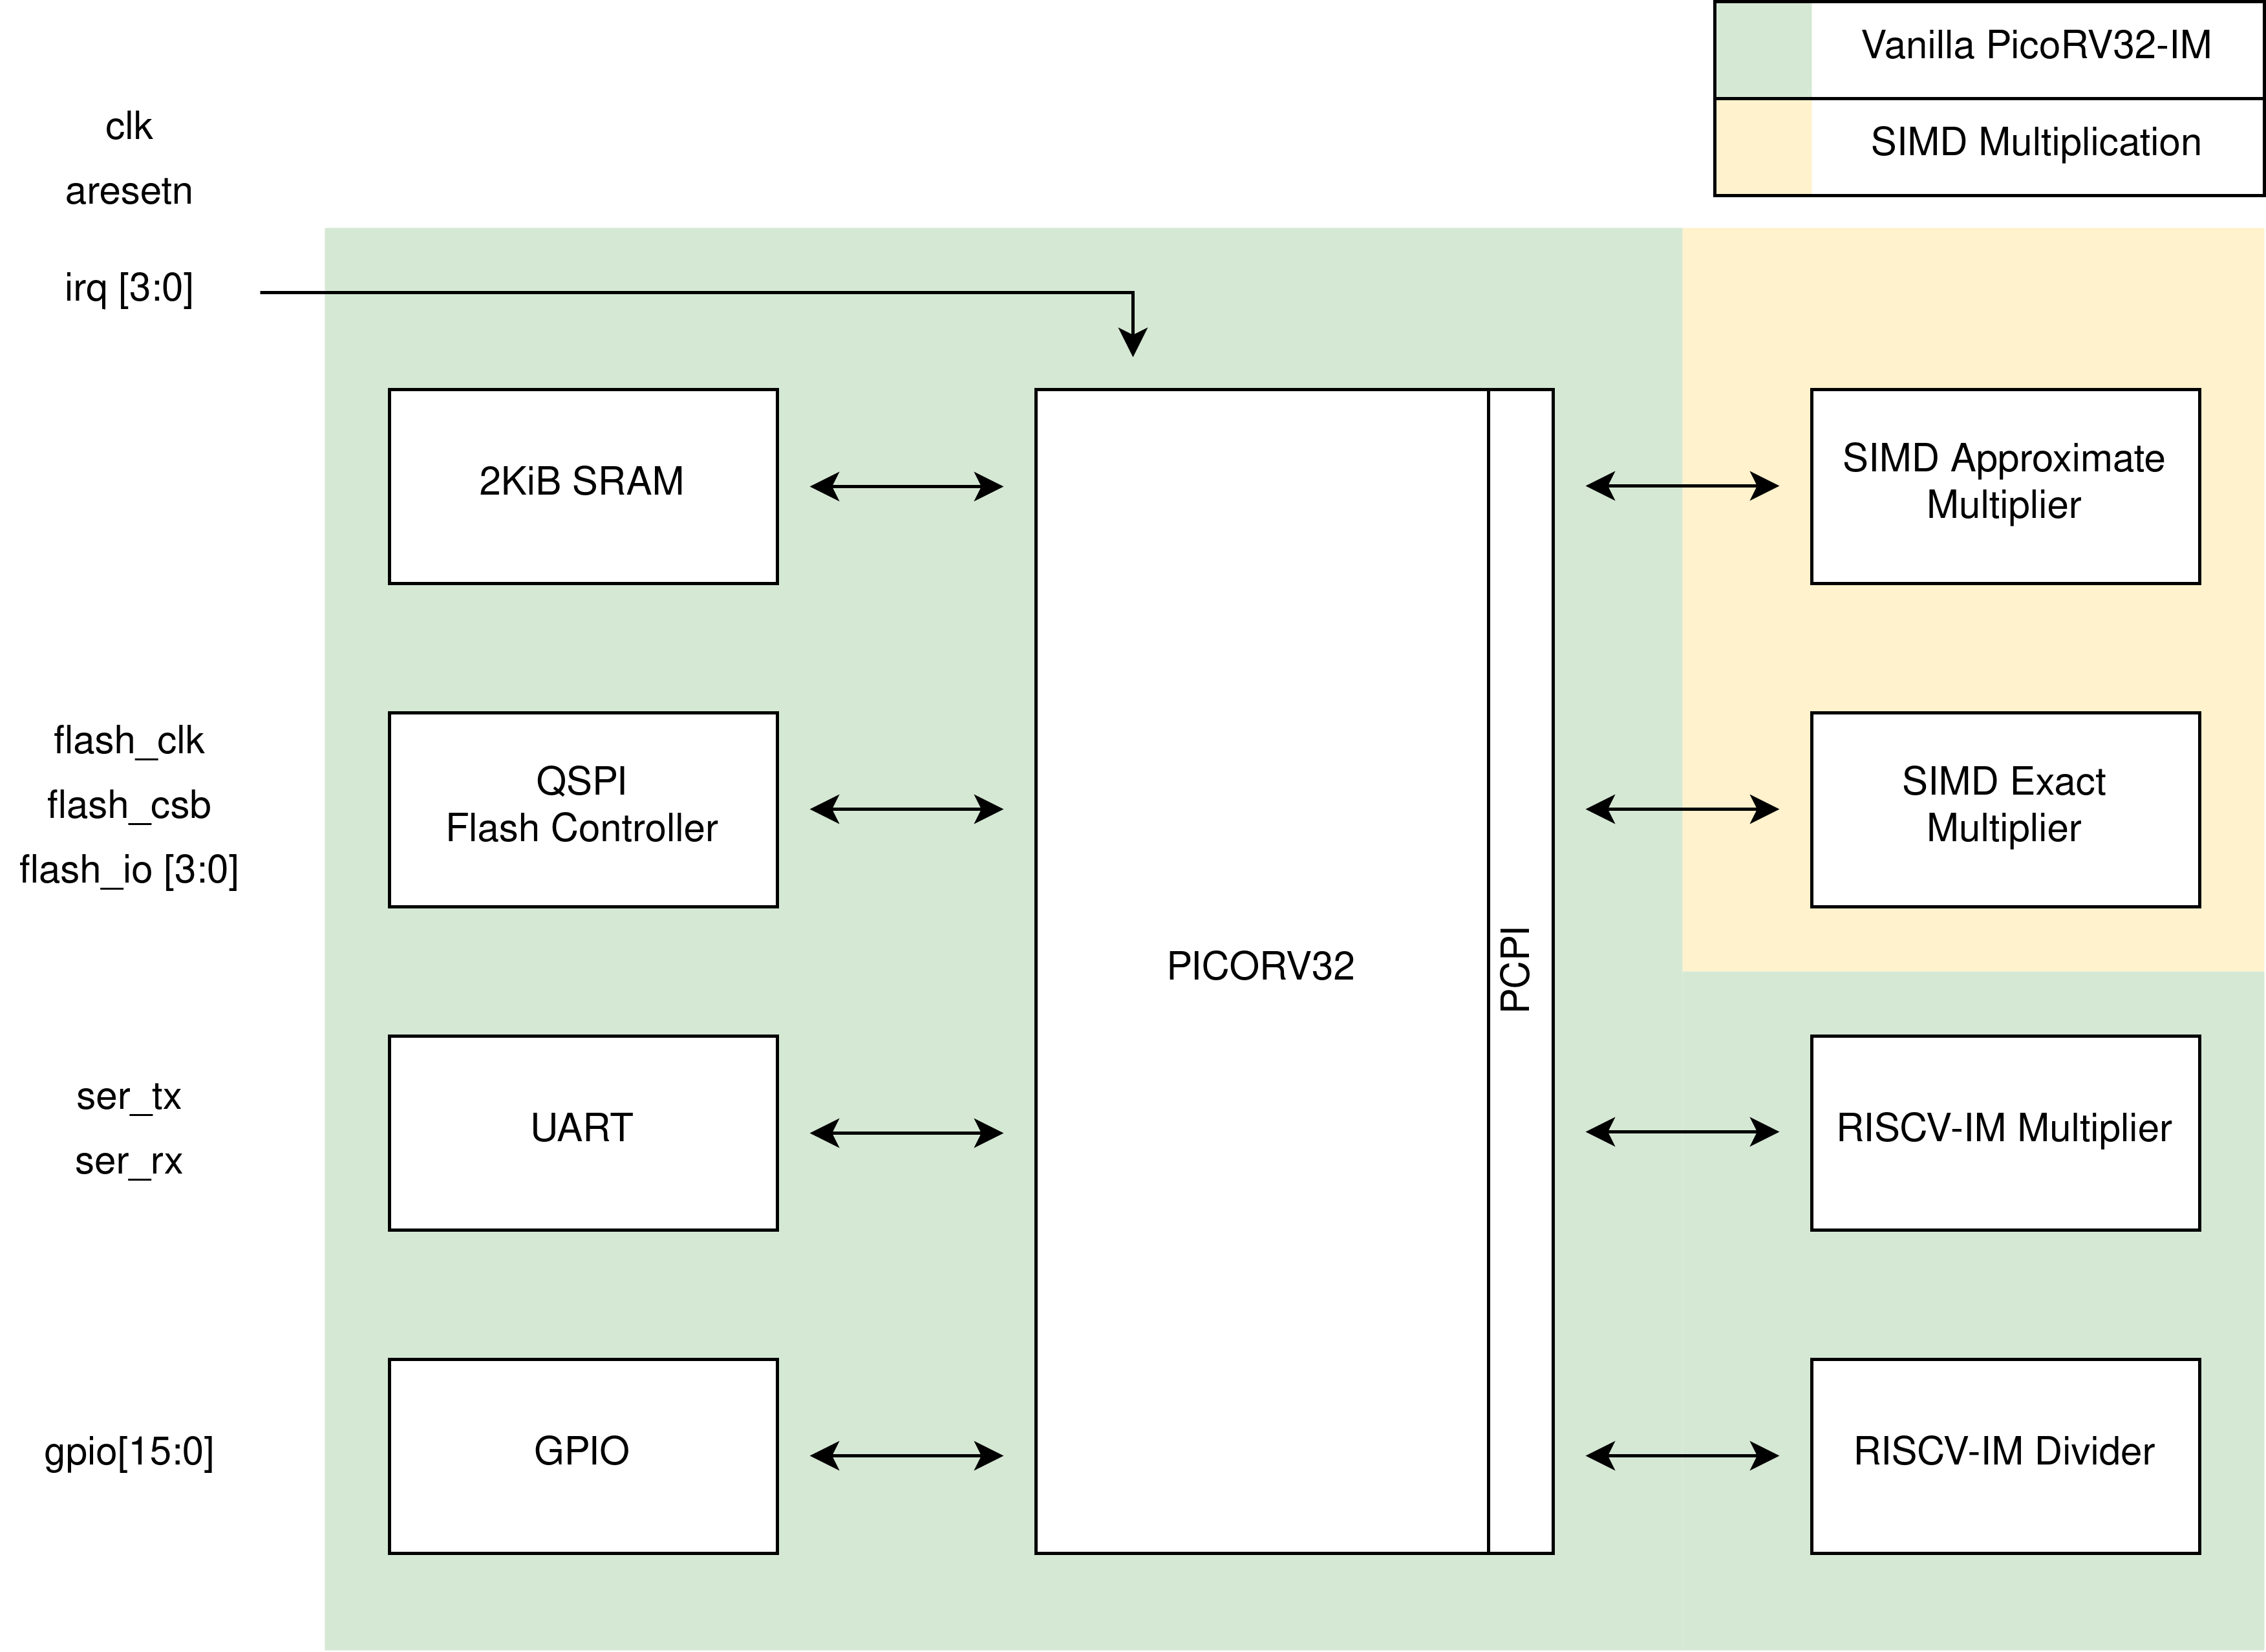 Vanilla PicoRV32-IM
SIMD Multiplication
clk
aresetn
irq [3:0]
2KiB SRAM
SIMD Approximate
Multiplier
flash_clk
flash_csb
flash_io [3:0]
QSPI
Flash Controller
SIMD Exact
Multiplier
PICORV32
PCPI
ser_tx
ser_rx
UART
RISCV-IM Multiplier
gpio[15:0]
GPIO
RISCV-IM Divider